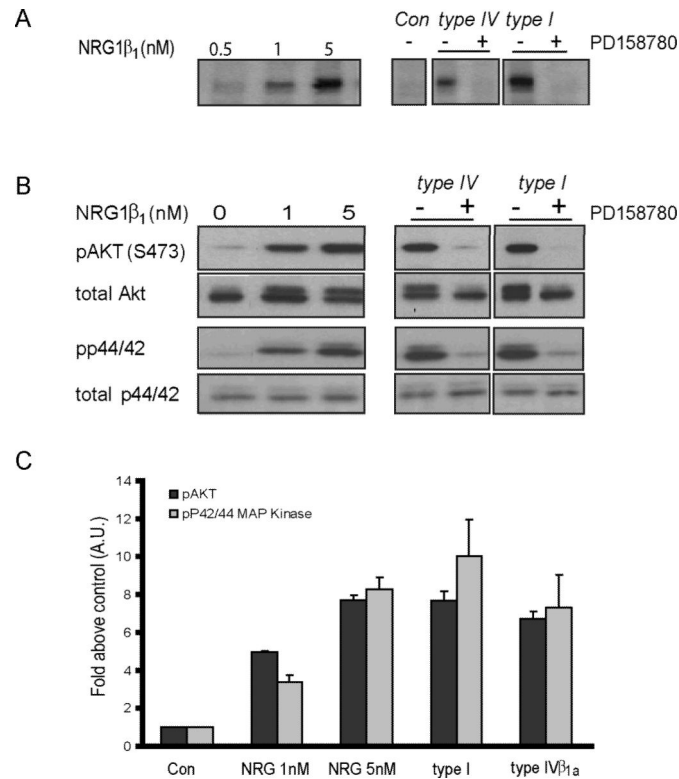 A
Con type IV type I
NRG1β₁(nM) 0.5 1 5 - - + - + PD158780
B
type IV type I
NRG1β₁(nM) 0 1 5 - + - + PD158780
pAKT (S473)
total Akt
pp44/42
total p44/42
C
Fold above control (A.U.)
14
12
10
8
6
4
2
0
pAKT
pP42/44 MAP Kinase
Con NRG 1nM NRG 5nM type I type IVβ₁ₐ